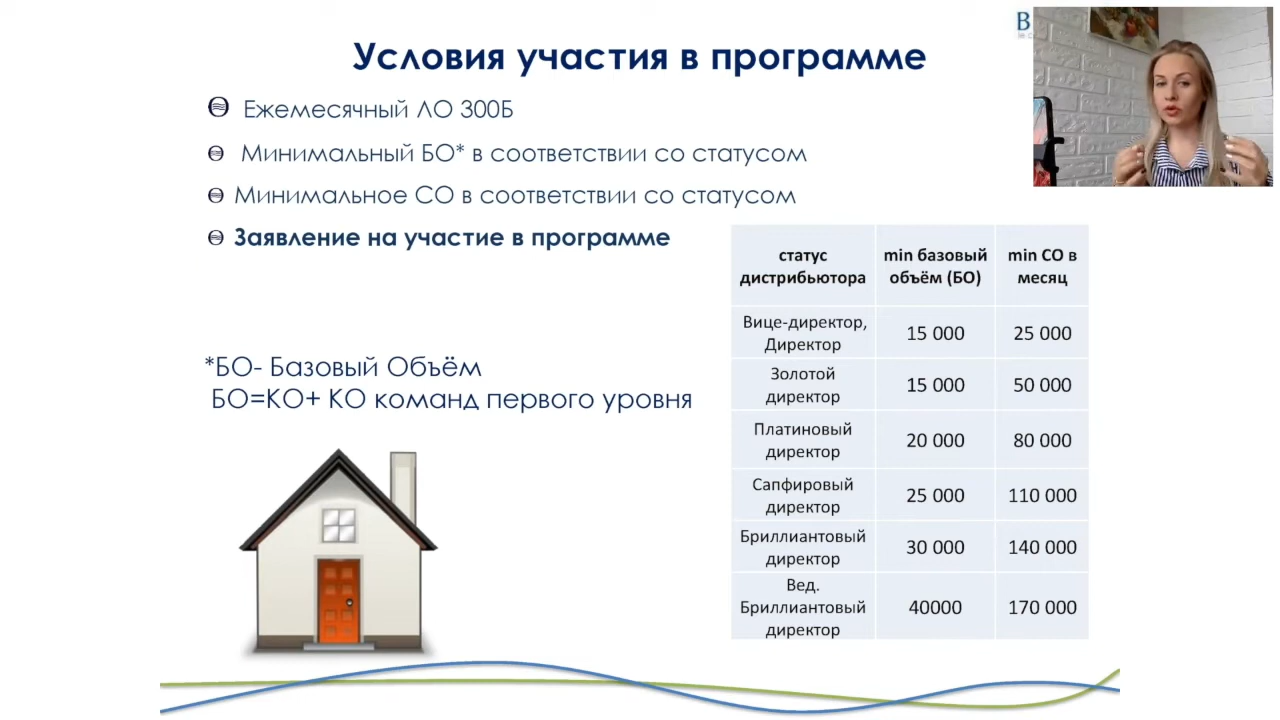 Условия участия в программе
Ежемесячный ЛО 300Б
Минимальный БО* в соответствии со статусом
Минимальное СО в соответствии со статусом
Заявление на участие в программе
*БО- Базовый Объём
БО=КО+ КО команд первого уровня
статус дистрибьютора min базовый объём (БО) min СО в месяц
Вице-директор, Директор 15 000 25 000
Золотой директор 15 000 50 000
Платиновый директор 20 000 80 000
Сапфировый директор 25 000 110 000
Бриллиантовый директор 30 000 140 000
Вед. Бриллиантовый директор 40000 170 000